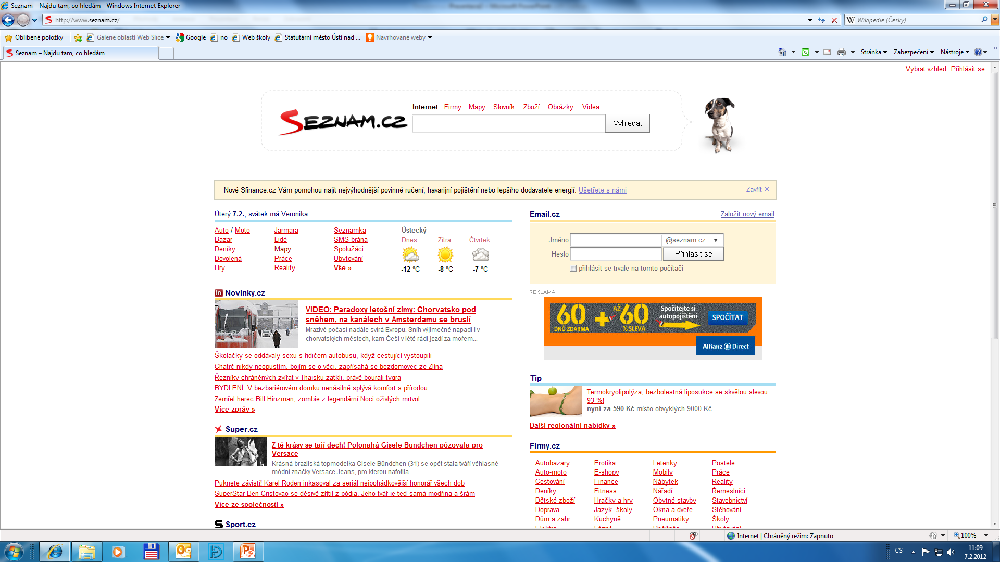 Seznam – Najdu tam, co hledám - Windows Internet Explorer
http://www.seznam.cz/
Wikipedie (Česky)
Oblíbené položky
Galerie oblastí Web Slice
Google
no
Web školy
Statutární město Ústí nad ...
Navrhované weby
Seznam – Najdu tam, co hledám
Stránka
Zabezpečení
Nástroje
Vybrat vzhled Přihlásit se
Internet Firmy Mapy Slovník Zboží Obrázky Videa
SEZNAM.CZ
Vyhledat
Nové Sfinance.cz Vám pomohou najít nejvýhodnější povinné ručení, havarijní pojištění nebo lepšího dodavatele energií. Ušetřete s námi
Zavřít
Úterý 7.2., svátek má Veronika
Auto / Moto Jarmara Seznamka
Bazar Lidé SMS brána
Deníky Mapy Spolužáci
Dovolená Práce Ubytování
Hry Reality Vše »
Ústecký
Dnes: Zítra: Čtvrtek:
-12 °C -8 °C -7 °C
Email.cz Založit nový email
Jméno @seznam.cz
Heslo Přihlásit se
přihlásit se trvale na tomto počítači
Novinky.cz
VIDEO: Paradoxy letošní zimy: Chorvatsko pod
sněhem, na kanálech v Amsterdamu se bruslí
Mrazivé počasí nadále svírá Evropu. Sníh výjimečně napadl i v
chorvatských městech, kam Češi v létě rádi jezdí za mořem...
Školačky se oddávaly sexu s řidičem autobusu, když cestující vystoupili
Chatrč nikdy neopustím, bojím se o věci, zapřísahá se bezdomovec ze Zlína
Řezníky chráněných zvířat v Thajsku zatkli, právě bourali tygra
BYDLENÍ: V bezbariérovém domku nenásilně splývá komfort s přírodou
Zemřel herec Bill Hinzman, zombie z legendární Noci oživlých mrtvol
Více zpráv »
REKLAMA
60 + AŽ 60
DNŮ ZDARMA % SLEVA
Spočítejte si
autopojištění
SPOČÍTAT
Allianz Direct
Tip
Termokryolipolýza, bezbolestná liposukce se skvělou slevou
93 %!
nyní za 590 Kč místo obvyklých 9000 Kč
Další regionální nabídky »
Super.cz
Z té krásy se tají dech! Polonahá Gisele Bündchen pózovala pro
Versace
Krásná brazilská topmodelka Gisele Bündchen (31) se opět stala tváří věhlasné
módní značky Versace Jeans, pro kterou nafotila...
Puknete závistí! Karel Roden inkasoval za seriál nejpohádkovější honorář všech dob
SuperStar Ben Cristovao se děsivě zřítil z pódia. Jeho tvář je teď samá modřina a šrám
Více ze společnosti »
Firmy.cz
Autobazary Erotika Letenky Postele
Auto-moto E-shopy Mobily Práce
Cestování Finance Nábytek Reality
Deníky Fitness Nářadí Řemeslníci
Dětské zboží Hračky a hry Obytné stavby Stavebnictví
Doprava Jazyk. školy Okna a dveře Stěhování
Dům a zahr. Kuchyně Pneumatiky Školy
Sport.cz
Internet | Chráněný režim: Zapnuto
100%
CS
11:09
7.2.2012